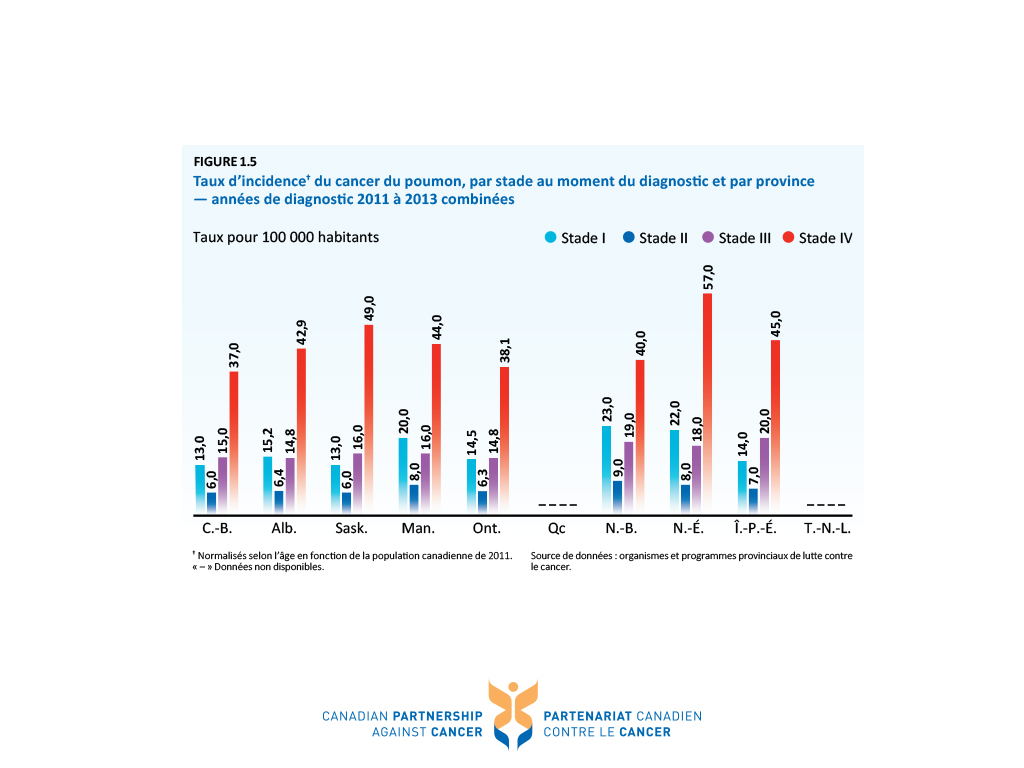 FIGURE 1.5
Taux d’incidence† du cancer du poumon, par stade au moment du diagnostic et par province
— années de diagnostic 2011 à 2013 combinées
Taux pour 100 000 habitants
Stade I Stade II Stade III Stade IV
13,0 6,0 15,0 37,0
15,2 6,4 14,8 42,9
13,0 6,0 16,0 49,0
20,0 8,0 16,0 44,0
14,5 6,3 14,8 38,1
– – – –
23,0 9,0 19,0 40,0
22,0 8,0 18,0 57,0
14,0 7,0 20,0 45,0
– – – –
C.-B. Alb. Sask. Man. Ont. Qc N.-B. N.-É. Î.-P.-É. T.-N.-L.
† Normalisés selon l’âge en fonction de la population canadienne de 2011.
« – » Données non disponibles.
Source de données : organismes et programmes provinciaux de lutte contre
le cancer.
CANADIAN PARTNERSHIP
AGAINST CANCER
PARTENARIAT CANADIEN
CONTRE LE CANCER